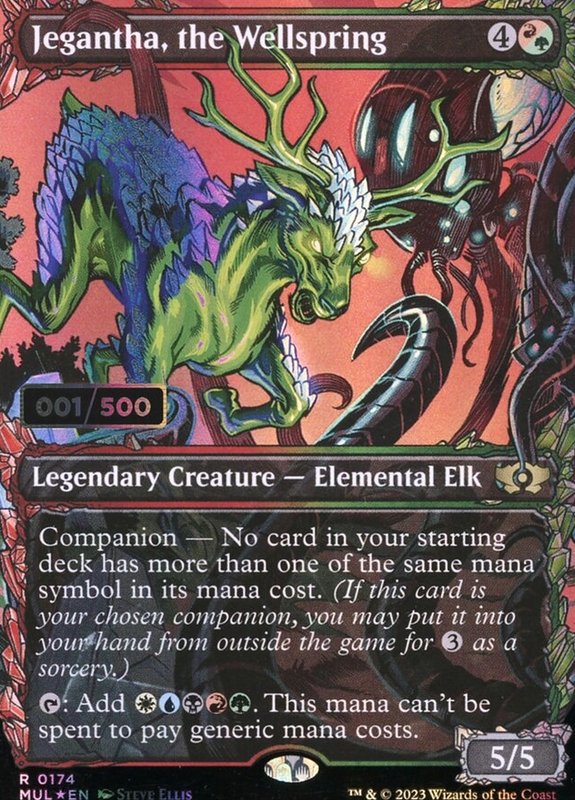 Jegantha, the Wellspring 4
001/500
Legendary Creature — Elemental Elk
Companion — No card in your starting
deck has more than one of the same mana
symbol in its mana cost. (If this card is
your chosen companion, you may put it into
your hand from outside the game for 3 as a
sorcery.)
: Add . This mana can't be
spent to pay generic mana costs.
5/5
R 0174
MUL★EN STEVE ELLIS
™ & © 2023 Wizards of the Coast